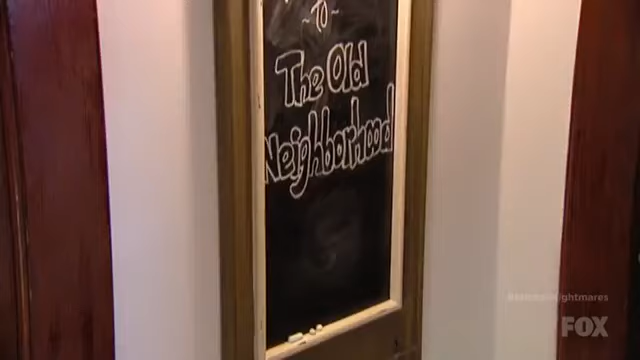 ~ To ~
The Old
Neighborhood
FOX